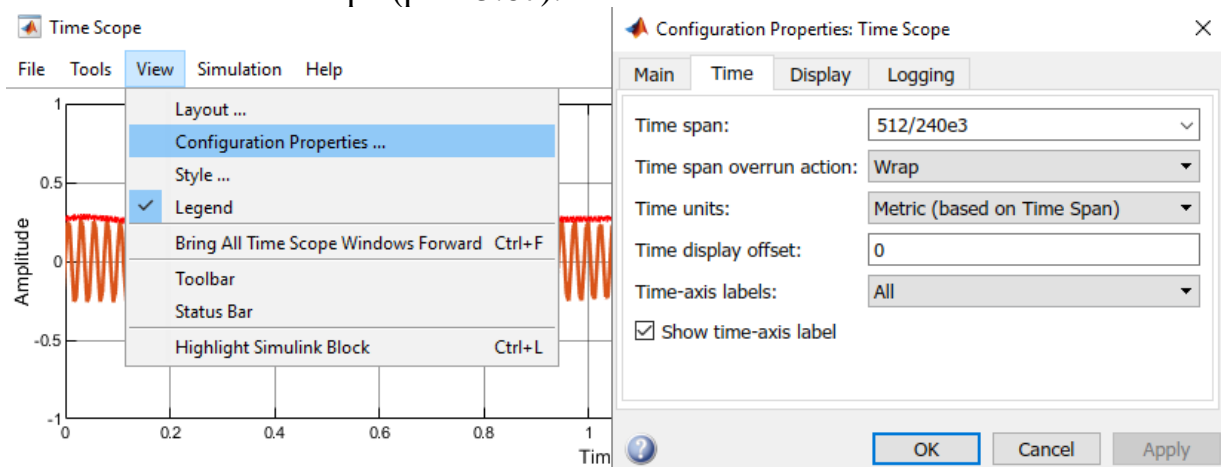 Time Scope
File Tools View Simulation Help
Layout ...
Configuration Properties ...
Style ...
Legend
Bring All Time Scope Windows Forward Ctrl+F
Toolbar
Status Bar
Highlight Simulink Block Ctrl+L
Amplitude
1
0.5
0
-0.5
-1
0 0.2 0.4 0.6 0.8 1
Tim
Configuration Properties: Time Scope
Main Time Display Logging
Time span: 512/240e3
Time span overrun action: Wrap
Time units: Metric (based on Time Span)
Time display offset: 0
Time-axis labels: All
Show time-axis label
OK Cancel Apply